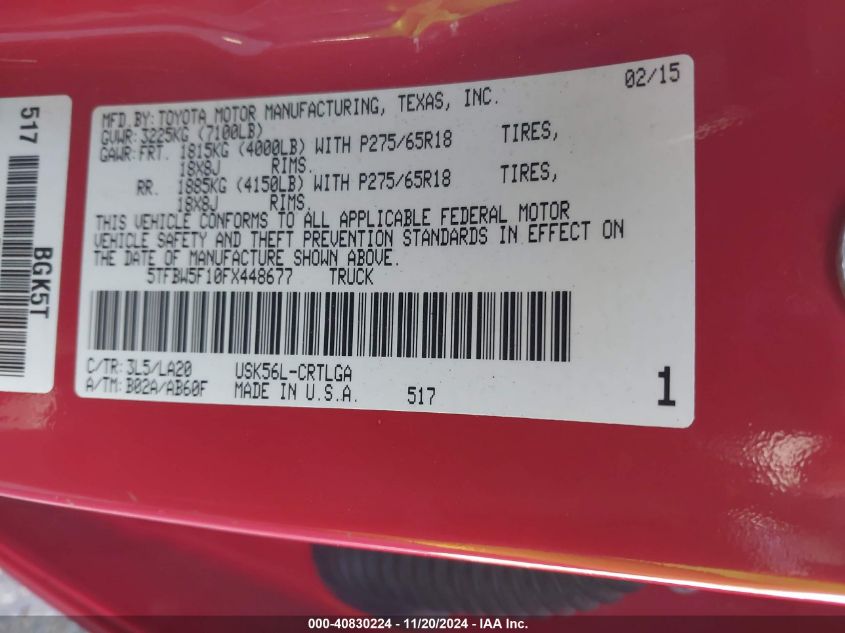 517
BGK5T
02/15
MFD.BY: TOYOTA MOTOR MANUFACTURING, TEXAS, INC.
GVWR: 3225KG (7100LB)
GAWR: FRT. 1815KG (4000LB) WITH P275/65R18 TIRES,
18X8J RIMS.
RR. 1885KG (4150LB) WITH P275/65R18 TIRES,
18X8J RIMS.
THIS VEHICLE CONFORMS TO ALL APPLICABLE FEDERAL MOTOR
VEHICLE SAFETY AND THEFT PREVENTION STANDARDS IN EFFECT ON
THE DATE OF MANUFACTURE SHOWN ABOVE.
5TFBW5F10FX448677 TRUCK
C/TR: 3L5/LA20 USK56L-CRTLGA
A/TM: B02A/AB60F MADE IN U.S.A. 517 1
000-40830224 - 11/20/2024 - IAAI Inc.